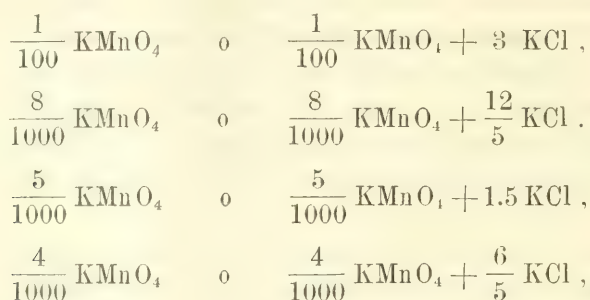 1/100 KMnO₄ o 1/100 KMnO₄ + 3 KCl ,
8/1000 KMnO₄ o 8/1000 KMnO₄ + 12/5 KCl .
5/1000 KMnO₄ o 5/1000 KMnO₄ + 1.5 KCl ,
4/1000 KMnO₄ o 4/1000 KMnO₄ + 6/5 KCl ,